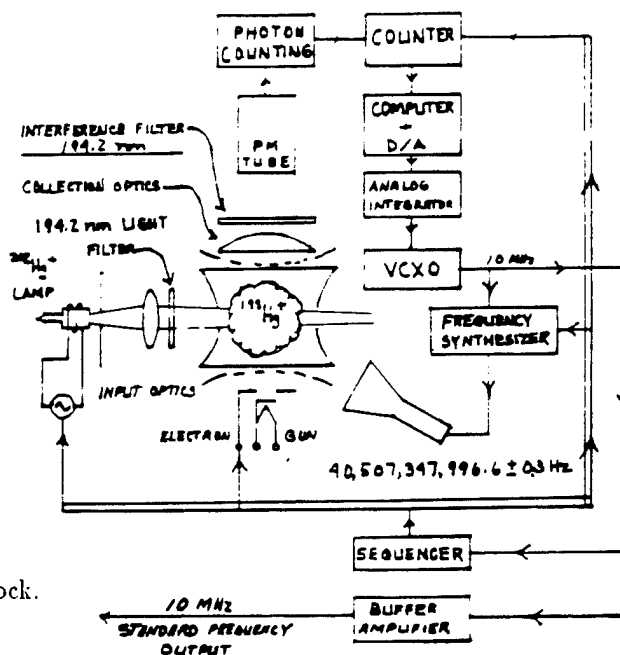 PHOTON
COUNTING
COUNTER
COMPUTER
→
D/A
PM
TUBE
INTERFERENCE FILTER
194.2 nm
COLLECTION OPTICS
ANALOG
INTEGRATOR
194.2 nm LIGHT
FILTER
VCXO
10 MHz
202Hg+
LAMP
199Hg+
FREQUENCY
SYNTHESIZER
INPUT OPTICS
ELECTRON GUN
40,507,347,996.6 ± 0.3 Hz
SEQUENCER
ock.
10 MHz
STANDARD FREQUENCY
OUTPUT
BUFFER
AMPLIFIER